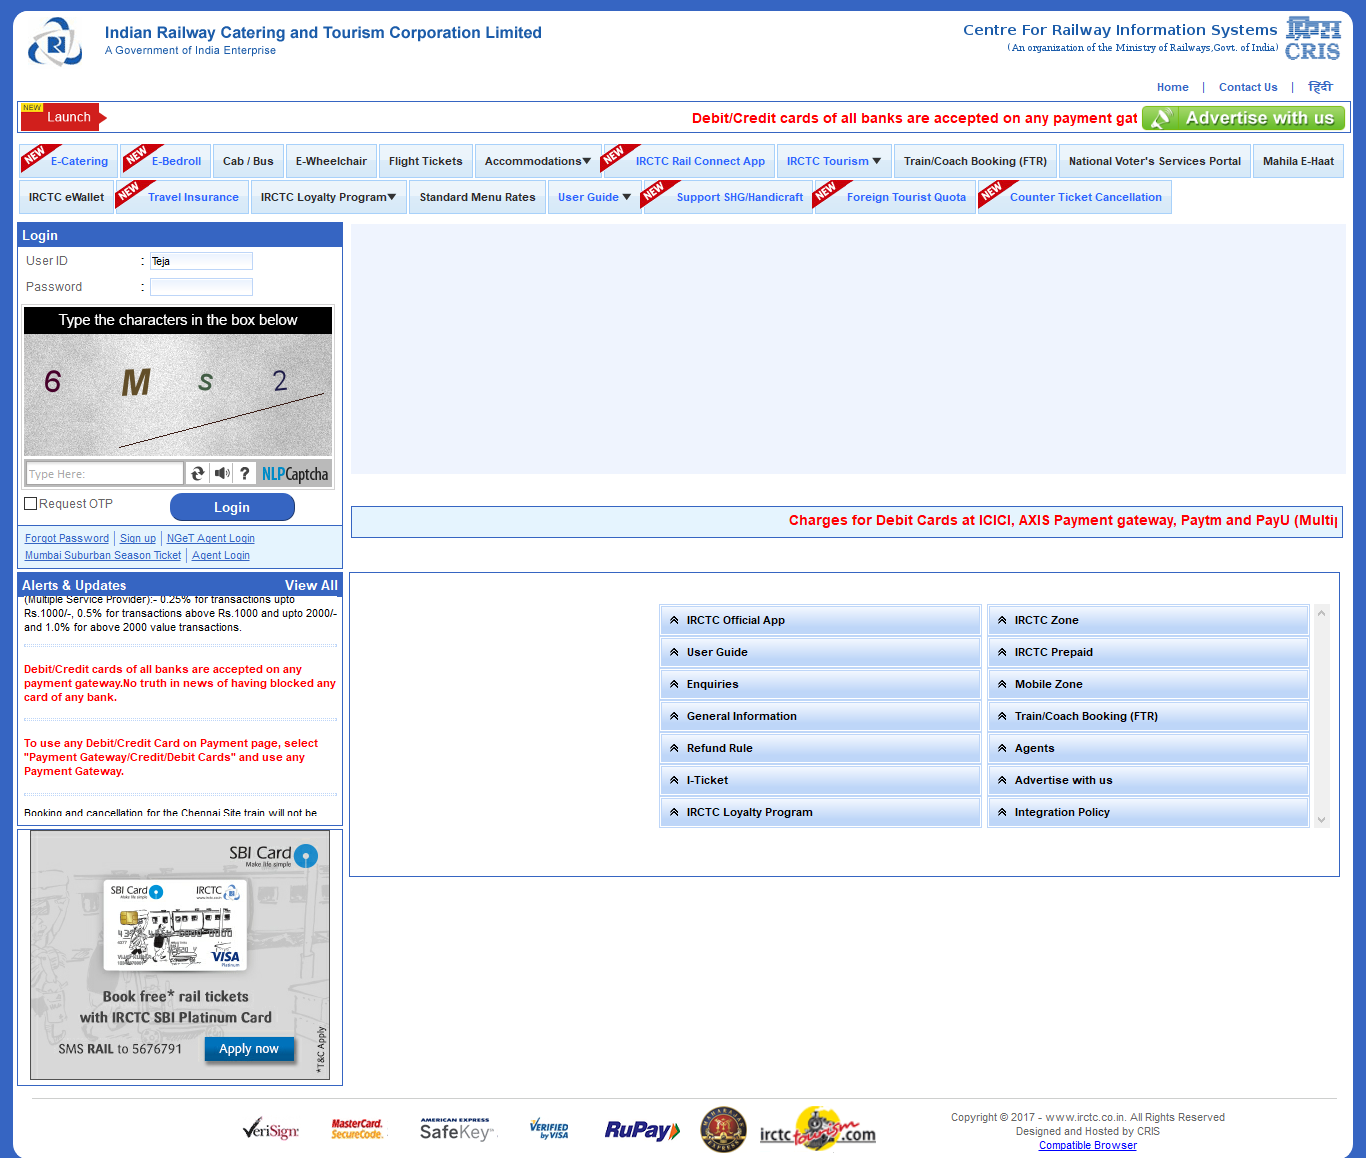 Indian Railway Catering and Tourism Corporation Limited
A Government of India Enterprise
Centre For Railway Information Systems
(An organization of the Ministry of Railways,Govt. of India)
CRIS
Home | Contact Us | हिंदी
NEW
Launch
Debit/Credit cards of all banks are accepted on any payment gat
Advertise with us
NEW E-Catering
NEW E-Bedroll
Cab / Bus
E-Wheelchair
Flight Tickets
Accommodations
NEW IRCTC Rail Connect App
IRCTC Tourism
Train/Coach Booking (FTR)
National Voter's Services Portal
Mahila E-Haat
IRCTC eWallet
NEW Travel Insurance
IRCTC Loyalty Program
Standard Menu Rates
User Guide
NEW Support SHG/Handicraft
NEW Foreign Tourist Quota
NEW Counter Ticket Cancellation
Login
User ID : Teja
Password :
Type the characters in the box below
6 M s 2
Type Here:
? NLPCaptcha
Request OTP
Login
Forgot Password | Sign up | NGeT Agent Login
Mumbai Suburban Season Ticket | Agent Login
Charges for Debit Cards at ICICI, AXIS Payment gateway, Paytm and PayU (Multip
Alerts & Updates View All
(Multiple Service Provider):- 0.25% for transactions upto
Rs.1000/-, 0.5% for transactions above Rs.1000 and upto 2000/-
and 1.0% for above 2000 value transactions.
Debit/Credit cards of all banks are accepted on any
payment gateway.No truth in news of having blocked any
card of any bank.
To use any Debit/Credit Card on Payment page, select
"Payment Gateway/Credit/Debit Cards" and use any
Payment Gateway.
Booking and cancellation for the Chennai Site train will not be
IRCTC Official App
User Guide
Enquiries
General Information
Refund Rule
I-Ticket
IRCTC Loyalty Program
IRCTC Zone
IRCTC Prepaid
Mobile Zone
Train/Coach Booking (FTR)
Agents
Advertise with us
Integration Policy
SBI Card
Make life simple
SBI Card
Make life simple
IRCTC
VISA
Platinum
Book free* rail tickets
with IRCTC SBI Platinum Card
SMS RAIL to 5676791
Apply now
*T&C Apply
VeriSign
MasterCard.
SecureCode.
AMERICAN EXPRESS
SafeKey
VERIFIED
by VISA
RuPay
irctc tourism .com
Copyright © 2017 - www.irctc.co.in. All Rights Reserved
Designed and Hosted by CRIS
Compatible Browser